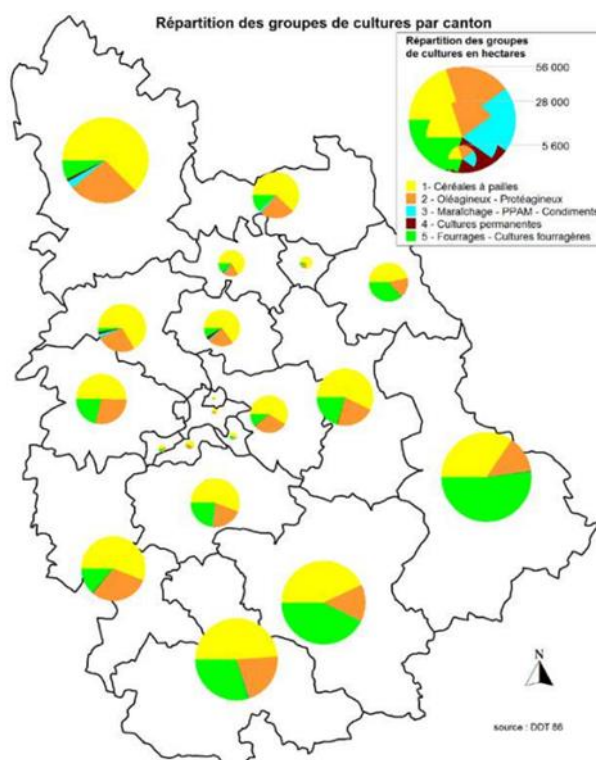 Répartition des groupes de cultures par canton
Répartition des groupes
de cultures en hectares
56 000
28 000
5 600
1- Céréales à pailles
2 - Oléagineux - Protéagineux
3 - Maraîchage - PPAM - Condiments
4 - Cultures permanentes
5 - Fourrages - Cultures fourragères
N
source : DDT 86